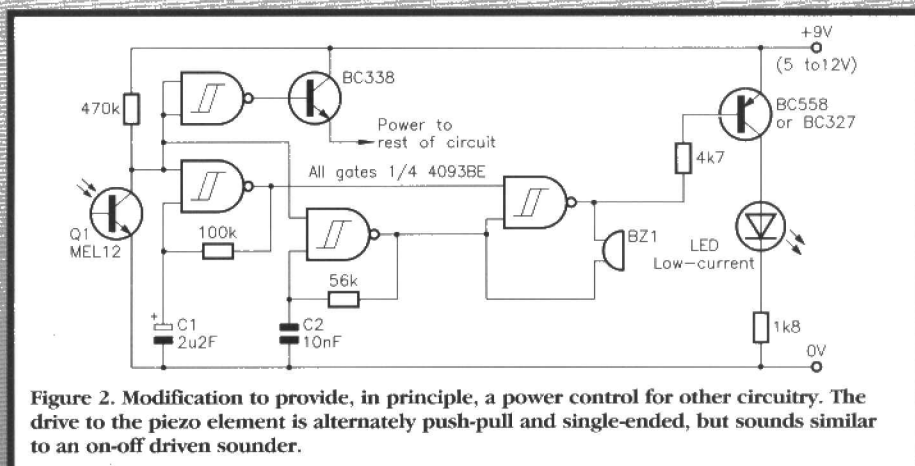 +9V
(5 to12V)
BC338
BC558
or BC327
470k
Power to
rest of circuit
4k7
All gates 1/4 4093BE
Q1
MEL12
100k
BZ1
LED
Low-current
56k
+
C1
2u2F
C2
10nF
1k8
0V
Figure 2. Modification to provide, in principle, a power control for other circuitry. The
drive to the piezo element is alternately push-pull and single-ended, but sounds similar
to an on-off driven sounder.